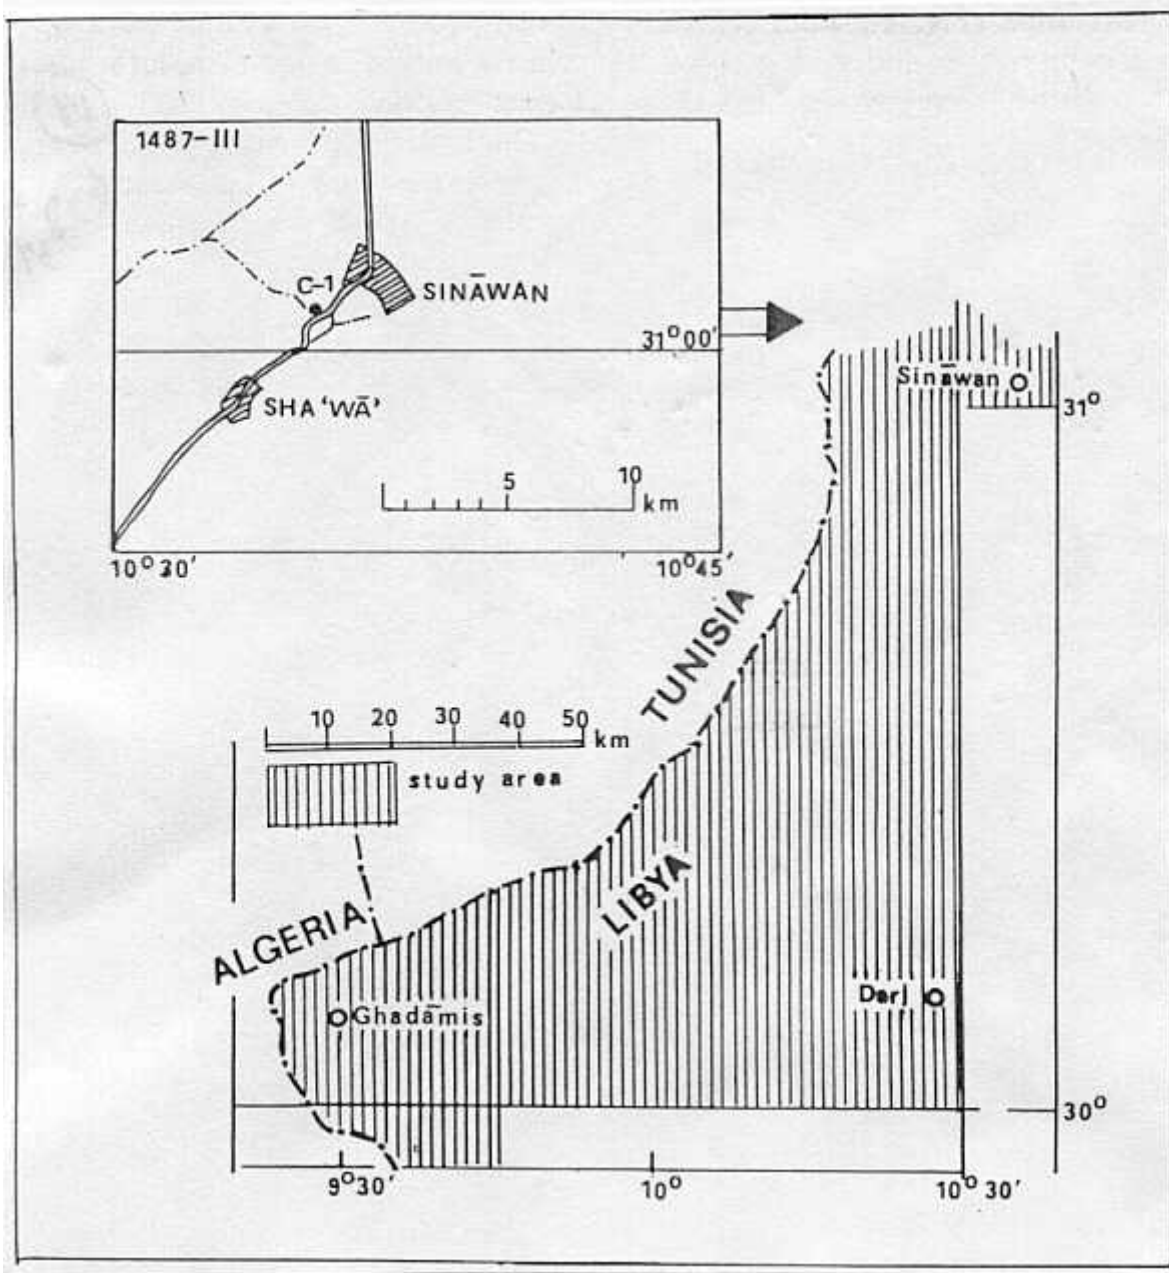 1487-III
C-1
SINĀWAN
31°00'
SHA'WĀ'
5 10
km
10°30' 10°45'
Sināwan
31°
TUNISIA
10 20 30 40 50
km
study area
LIBYA
ALGERIA
Ghadāmis
Darj
30°
9°30' 10° 10°30'